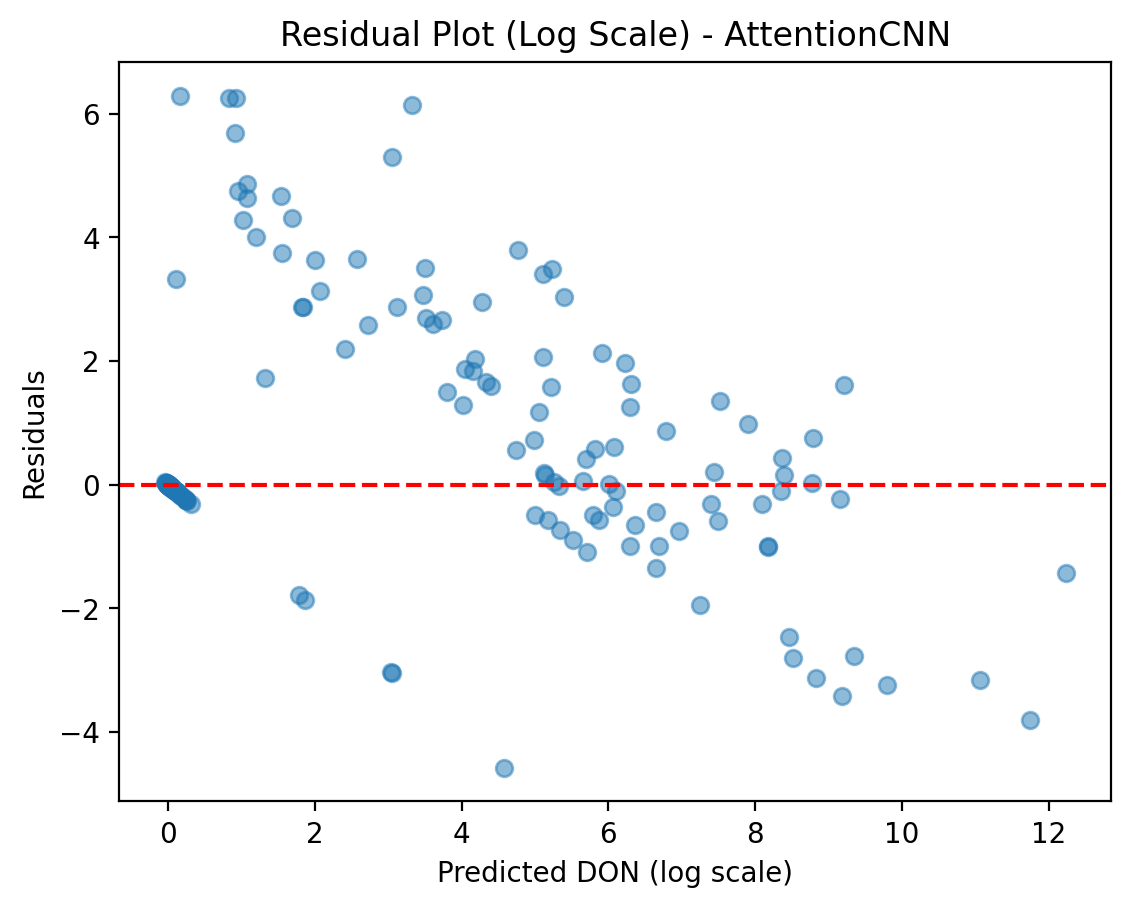 Residual Plot (Log Scale) - AttentionCNN
Residuals
6
4
2
0
−2
−4
0 2 4 6 8 10 12
Predicted DON (log scale)